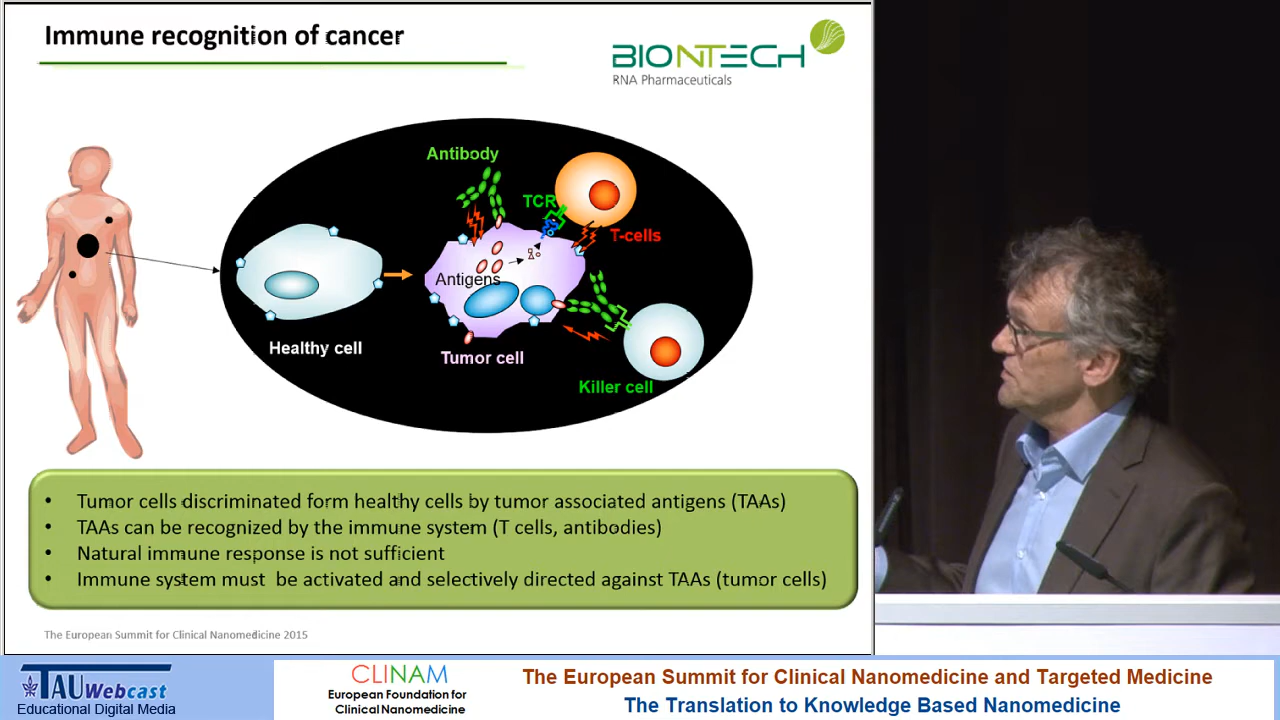 Immune recognition of cancer
BIONTECH
RNA Pharmaceuticals
Antibody
TCR
T-cells
Antigens
Healthy cell
Tumor cell
Killer cell
• Tumor cells discriminated form healthy cells by tumor associated antigens (TAAs)
• TAAs can be recognized by the immune system (T cells, antibodies)
• Natural immune response is not sufficient
• Immune system must be activated and selectively directed against TAAs (tumor cells)
The European Summit for Clinical Nanomedicine 2015
TAU Webcast
Educational Digital Media
CLINAM
European Foundation for
Clinical Nanomedicine
The European Summit for Clinical Nanomedicine and Targeted Medicine
The Translation to Knowledge Based Nanomedicine